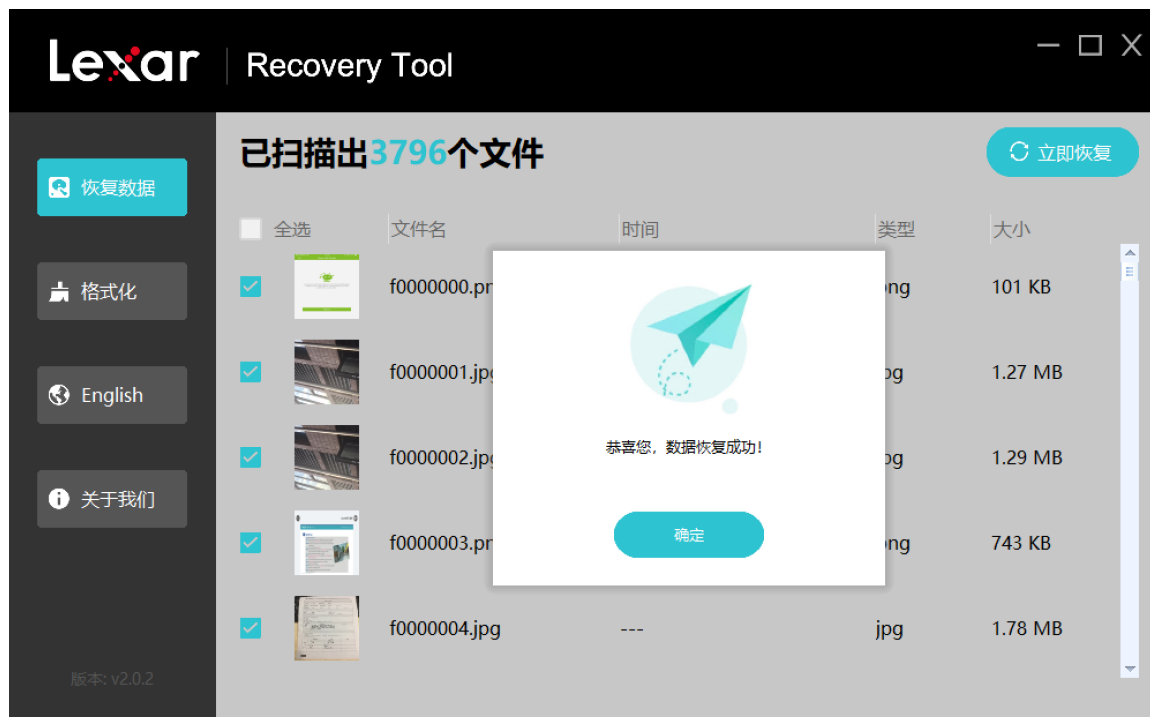 Lexar Recovery Tool
已扫描出3796个文件
立即恢复
恢复数据
格式化
English
关于我们
版本: v2.0.2
全选 文件名 时间 类型 大小
f0000000.pn ng 101 KB
f0000001.jpg pg 1.27 MB
f0000002.jpg pg 1.29 MB
f0000003.pn ng 743 KB
f0000004.jpg --- jpg 1.78 MB
恭喜您，数据恢复成功!
确定